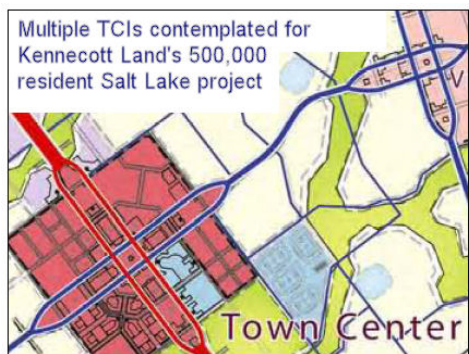 Multiple TCIs contemplated for
Kennecott Land's 500,000
resident Salt Lake project
Town Center